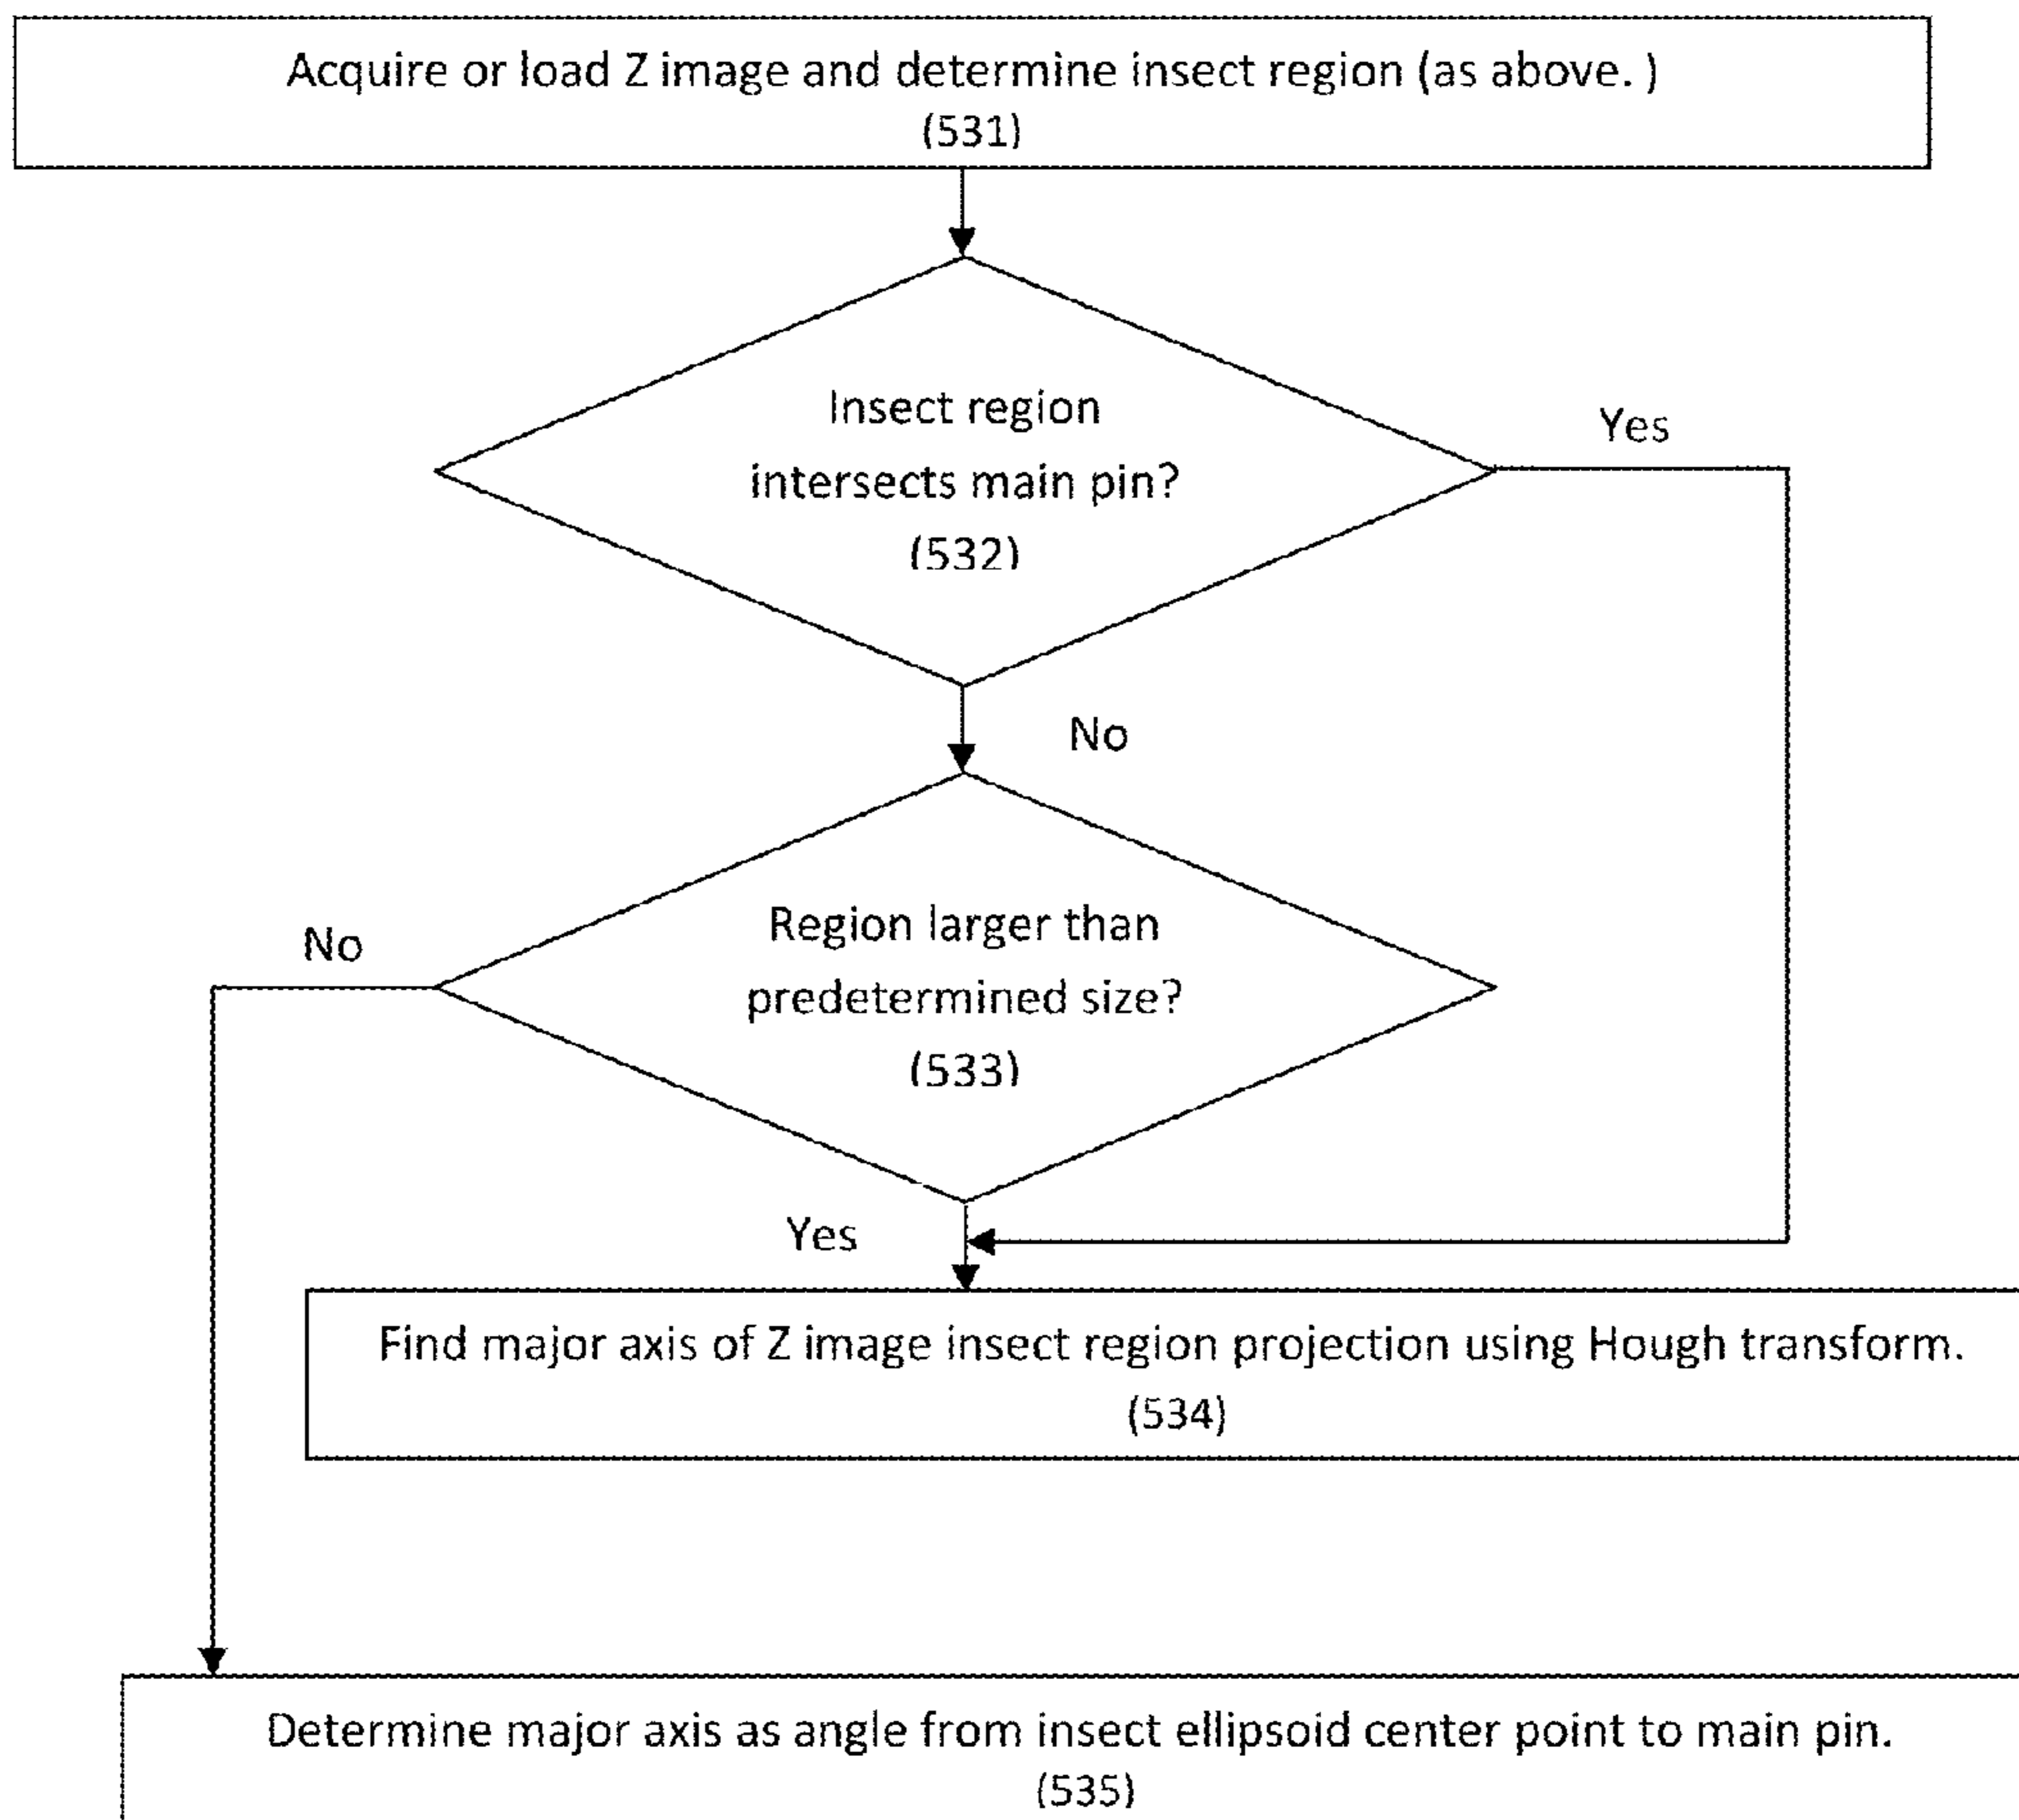 Acquire or load Z image and determine insect region (as above. )
(531)
Insect region
intersects main pin?
(532)
Yes
No
Region larger than
predetermined size?
(533)
No
Yes
Find major axis of Z image insect region projection using Hough transform.
(534)
Determine major axis as angle from insect ellipsoid center point to main pin.
(535)